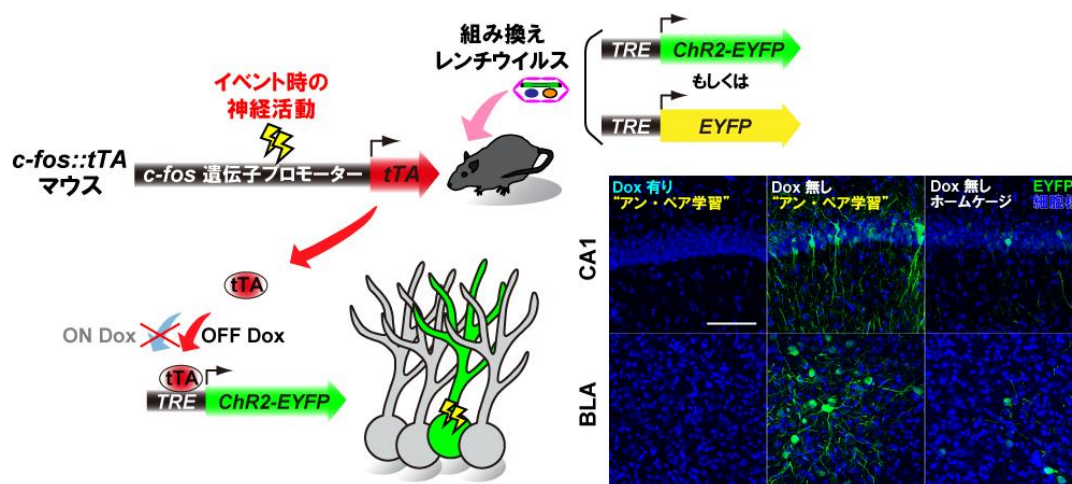 組み換え
レンチウイルス
TRE
ChR2-EYFP
もしくは
TRE
EYFP
イベント時の
神経活動
c-fos::tTA
マウス
c-fos 遺伝子プロモーター
tTA
tTA
ON Dox
OFF Dox
tTA
TRE
ChR2-EYFP
Dox 有り
“アン・ペア学習”
Dox 無し
“アン・ペア学習”
Dox 無し
ホームケージ
EYFP
細胞核
CA1
BLA